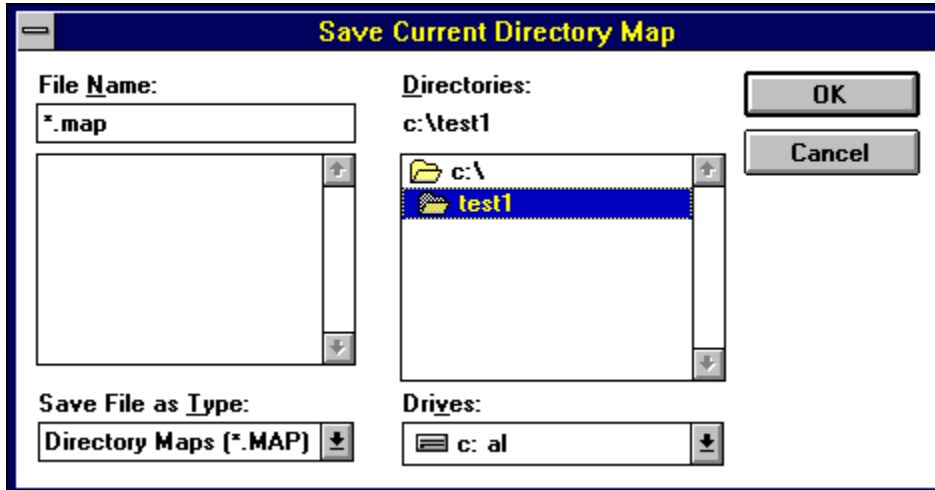 Save Current Directory Map
File Name:
*.map
Directories:
c:\test1
c:\
test1
OK
Cancel
Save File as Type:
Directory Maps (*.MAP)
Drives:
c: al